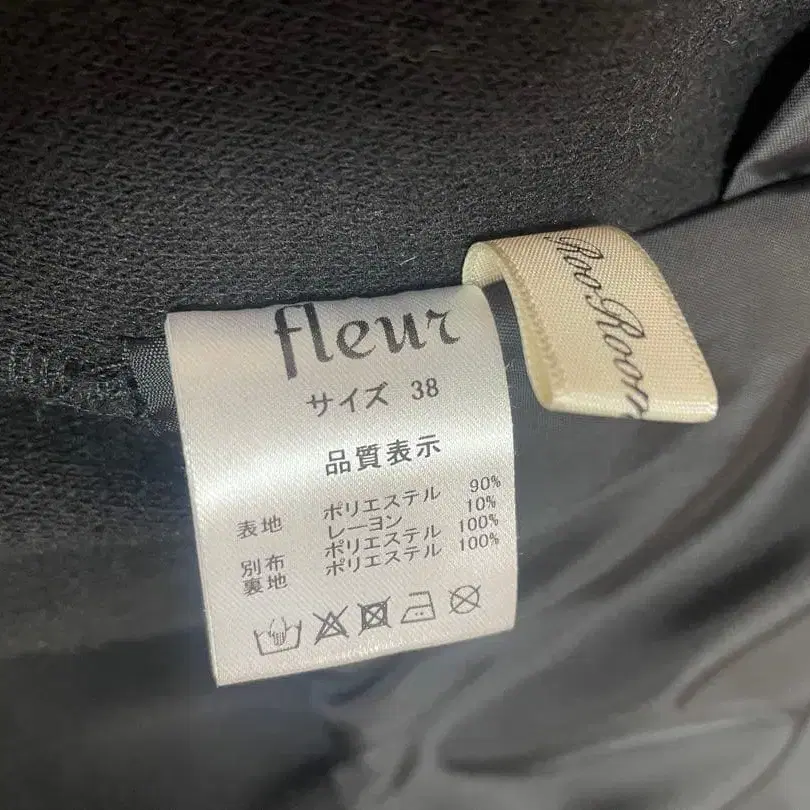 fleur
サイズ 38
品質表示
表地 ポリエステル 90%
レーヨン 10%
別布 ポリエステル 100%
裏地 ポリエステル 100%
Roo Room